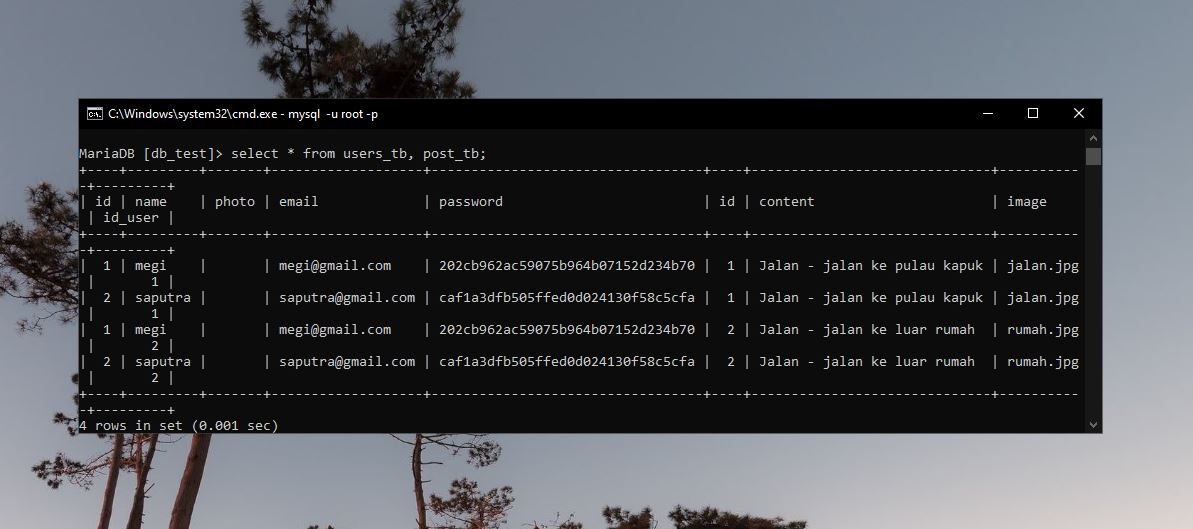 C:\Windows\system32\cmd.exe - mysql  -u root -p
MariaDB [db_test]> select * from users_tb, post_tb;
+----+---------+-------+-------------------+----------------------------------+----+-------------------------------+----------
-+---------+
| id | name    | photo | email             | password                         | id | content                       | image    
 | id_user |
+----+---------+-------+-------------------+----------------------------------+----+-------------------------------+----------
-+---------+
|  1 | megi    |       | megi@gmail.com    | 202cb962ac59075b964b07152d234b70 |  1 | Jalan - jalan ke pulau kapuk | jalan.jpg
 |       1 |
|  2 | saputra |       | saputra@gmail.com | caf1a3dfb505ffed0d024130f58c5cfa |  1 | Jalan - jalan ke pulau kapuk | jalan.jpg
 |       1 |
|  1 | megi    |       | megi@gmail.com    | 202cb962ac59075b964b07152d234b70 |  2 | Jalan - jalan ke luar rumah  | rumah.jpg
 |       2 |
|  2 | saputra |       | saputra@gmail.com | caf1a3dfb505ffed0d024130f58c5cfa |  2 | Jalan - jalan ke luar rumah  | rumah.jpg
 |       2 |
+----+---------+-------+-------------------+----------------------------------+----+-------------------------------+----------
-+---------+
4 rows in set (0.001 sec)